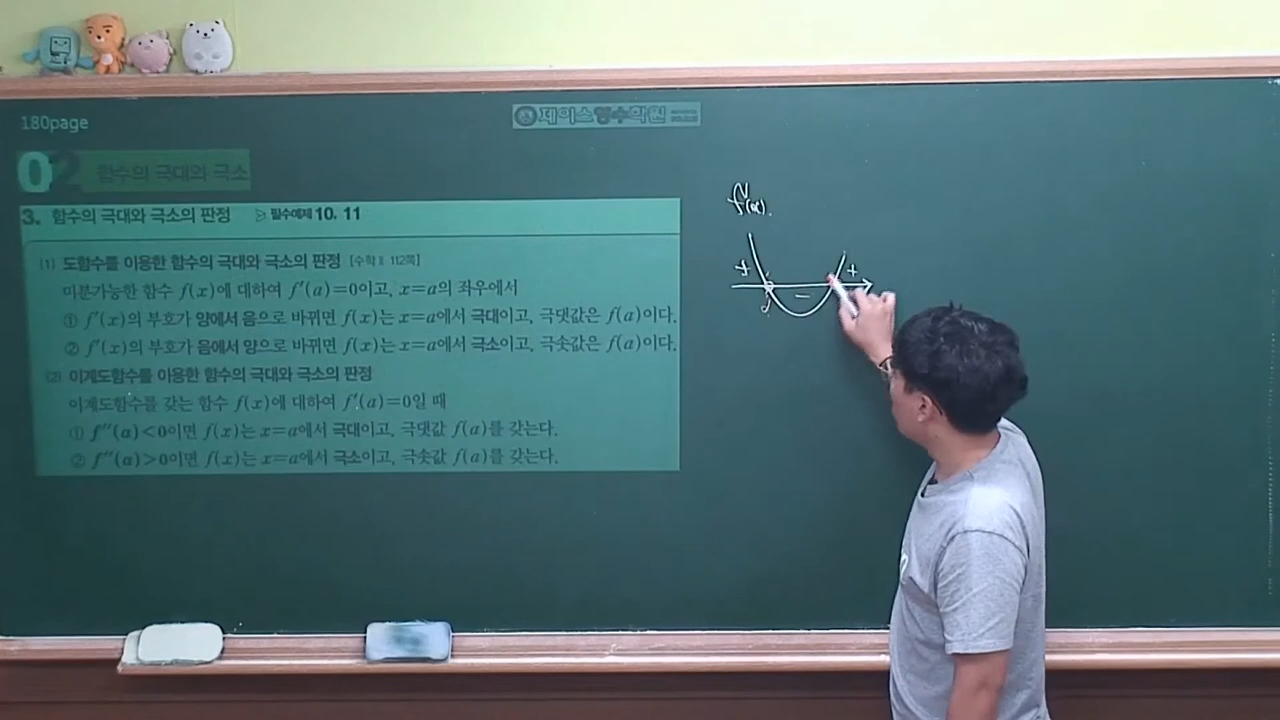 180page
제이스영수학원
02 함수의 극대와 극소
3. 함수의 극대와 극소의 판정 ▷ 필수예제 10. 11
(1) 도함수를 이용한 함수의 극대와 극소의 판정 [수학Ⅱ 112쪽]
미분가능한 함수 f(x)에 대하여 f′(a)=0이고, x=a의 좌우에서
① f′(x)의 부호가 양에서 음으로 바뀌면 f(x)는 x=a에서 극대이고, 극댓값은 f(a)이다.
② f′(x)의 부호가 음에서 양으로 바뀌면 f(x)는 x=a에서 극소이고, 극솟값은 f(a)이다.
(2) 이계도함수를 이용한 함수의 극대와 극소의 판정
이계도함수를 갖는 함수 f(x)에 대하여 f′(a)=0일 때
① f″(a)<0이면 f(x)는 x=a에서 극대이고, 극댓값 f(a)를 갖는다.
② f″(a)>0이면 f(x)는 x=a에서 극소이고, 극솟값 f(a)를 갖는다.
+ − +